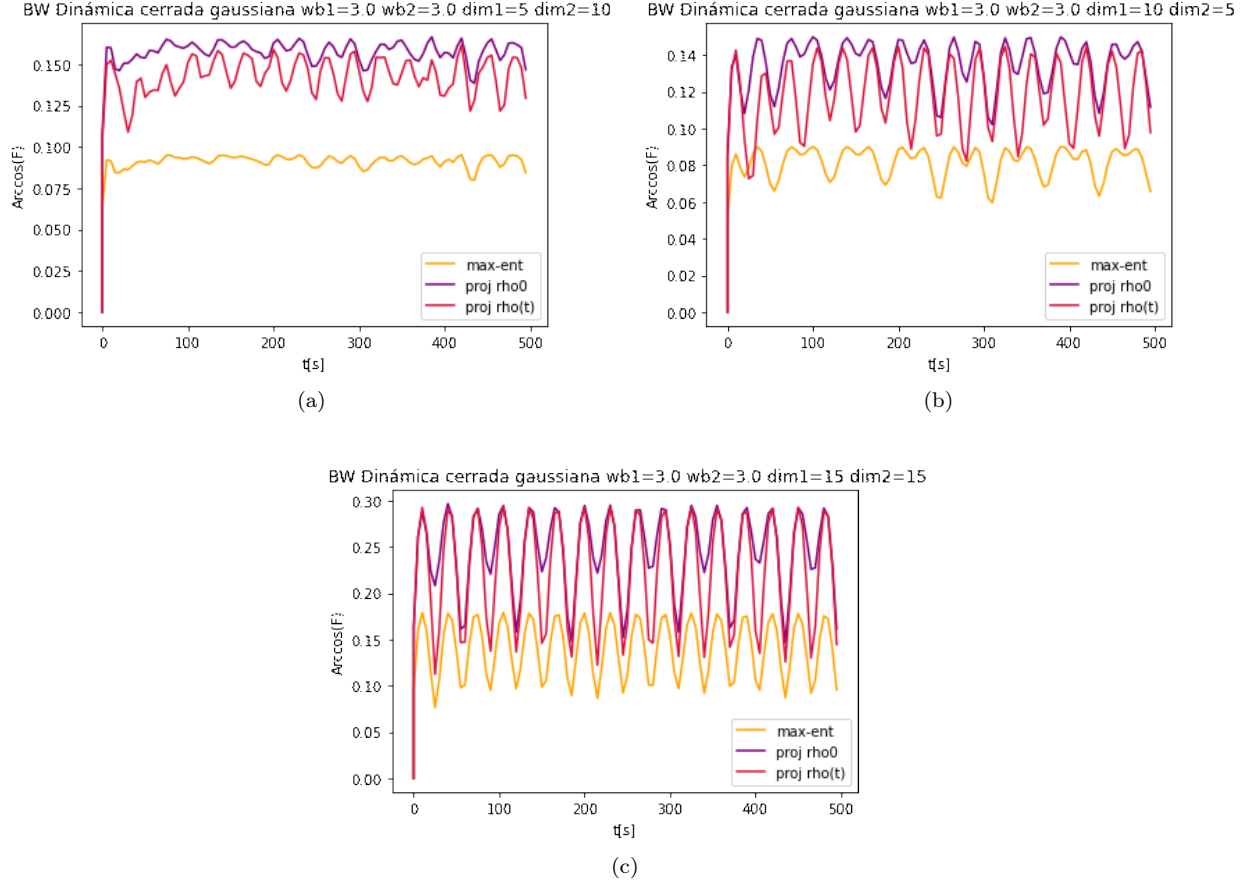 BW Dinámica cerrada gaussiana wb1=3.0 wb2=3.0 dim1=5 dim2=10
Arccos(F)
0.150
0.125
0.100
0.075
0.050
0.025
0.000
max-ent
proj rho0
proj rho(t)
0 100 200 300 400 500
t[s]
(a)
BW Dinámica cerrada gaussiana wb1=3.0 wb2=3.0 dim1=10 dim2=5
Arccos(F)
0.14
0.12
0.10
0.08
0.06
0.04
0.02
0.00
max-ent
proj rho0
proj rho(t)
0 100 200 300 400 500
t[s]
(b)
BW Dinámica cerrada gaussiana wb1=3.0 wb2=3.0 dim1=15 dim2=15
Arccos(F)
0.30
0.25
0.20
0.15
0.10
0.05
0.00
max-ent
proj rho0
proj rho(t)
0 100 200 300 400 500
t[s]
(c)